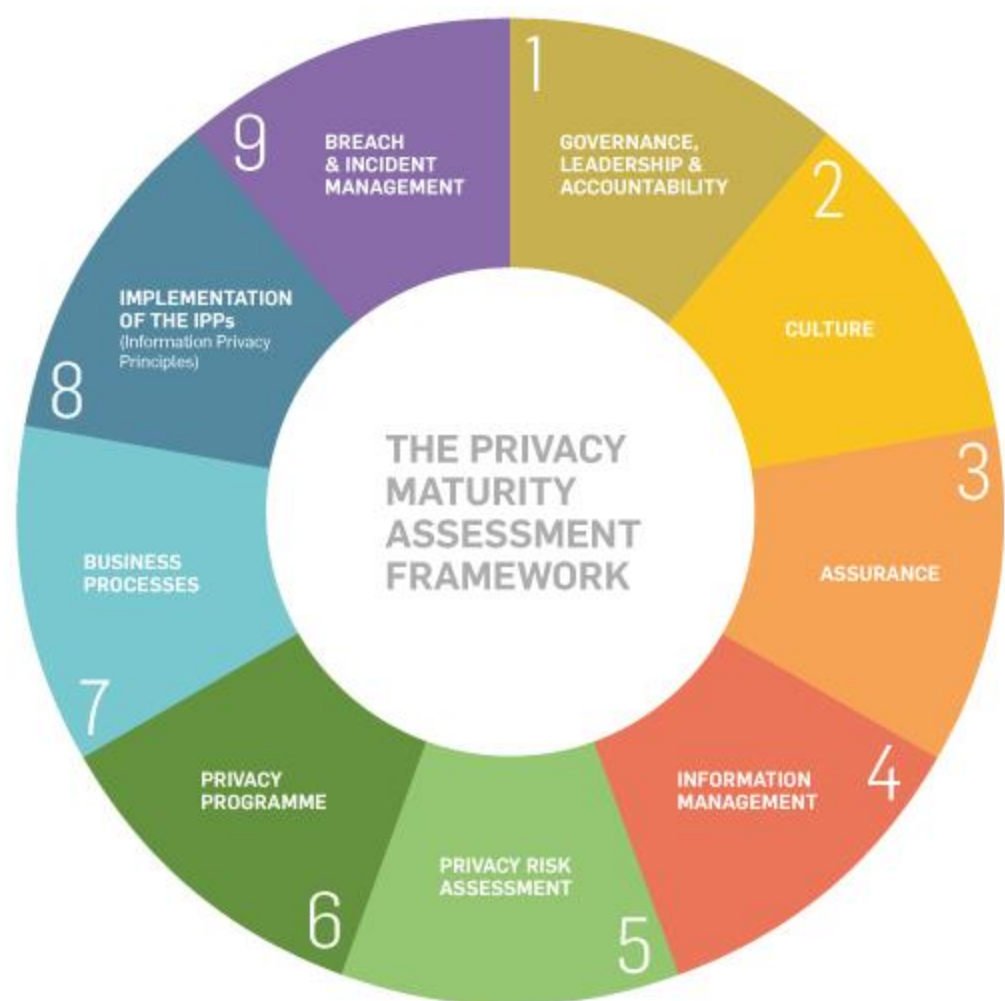 1
GOVERNANCE,
LEADERSHIP &
ACCOUNTABILITY
2
CULTURE
3
ASSURANCE
4
INFORMATION
MANAGEMENT
5
PRIVACY RISK
ASSESSMENT
6
PRIVACY
PROGRAMME
7
BUSINESS
PROCESSES
8
IMPLEMENTATION
OF THE IPPs
(Information Privacy
Principles)
9
BREACH
& INCIDENT
MANAGEMENT
THE PRIVACY
MATURITY
ASSESSMENT
FRAMEWORK